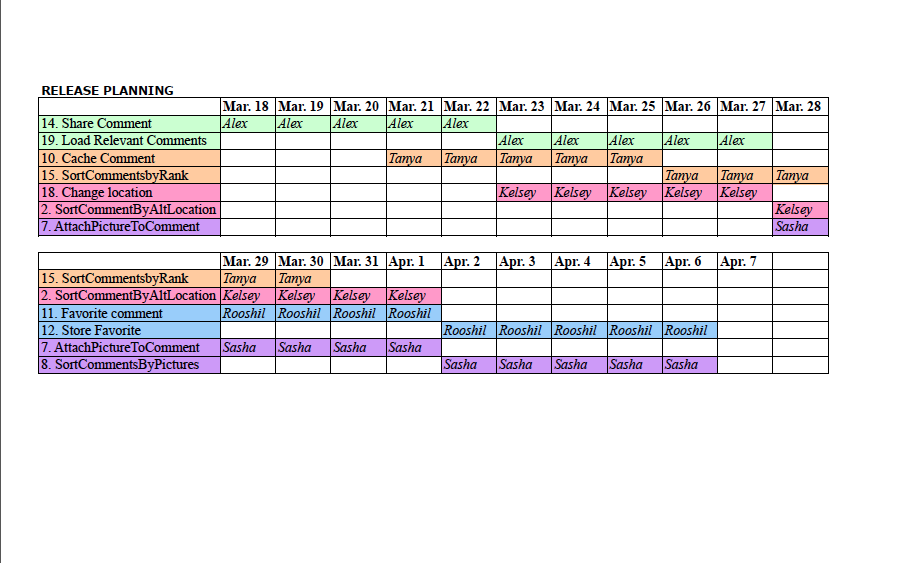 RELEASE PLANNING
Mar. 18 Mar. 19 Mar. 20 Mar. 21 Mar. 22 Mar. 23 Mar. 24 Mar. 25 Mar. 26 Mar. 27 Mar. 28
14. Share Comment Alex Alex Alex Alex Alex
19. Load Relevant Comments Alex Alex Alex Alex Alex
10. Cache Comment Tanya Tanya Tanya Tanya Tanya
15. SortCommentsbyRank Tanya Tanya Tanya
18. Change location Kelsey Kelsey Kelsey Kelsey Kelsey
2. SortCommentByAltLocation Kelsey
7. AttachPictureToComment Sasha
Mar. 29 Mar. 30 Mar. 31 Apr. 1 Apr. 2 Apr. 3 Apr. 4 Apr. 5 Apr. 6 Apr. 7
15. SortCommentsbyRank Tanya Tanya
2. SortCommentByAltLocation Kelsey Kelsey Kelsey Kelsey
11. Favorite comment Rooshil Rooshil Rooshil Rooshil
12. Store Favorite Rooshil Rooshil Rooshil Rooshil Rooshil
7. AttachPictureToComment Sasha Sasha Sasha Sasha
8. SortCommentsByPictures Sasha Sasha Sasha Sasha Sasha